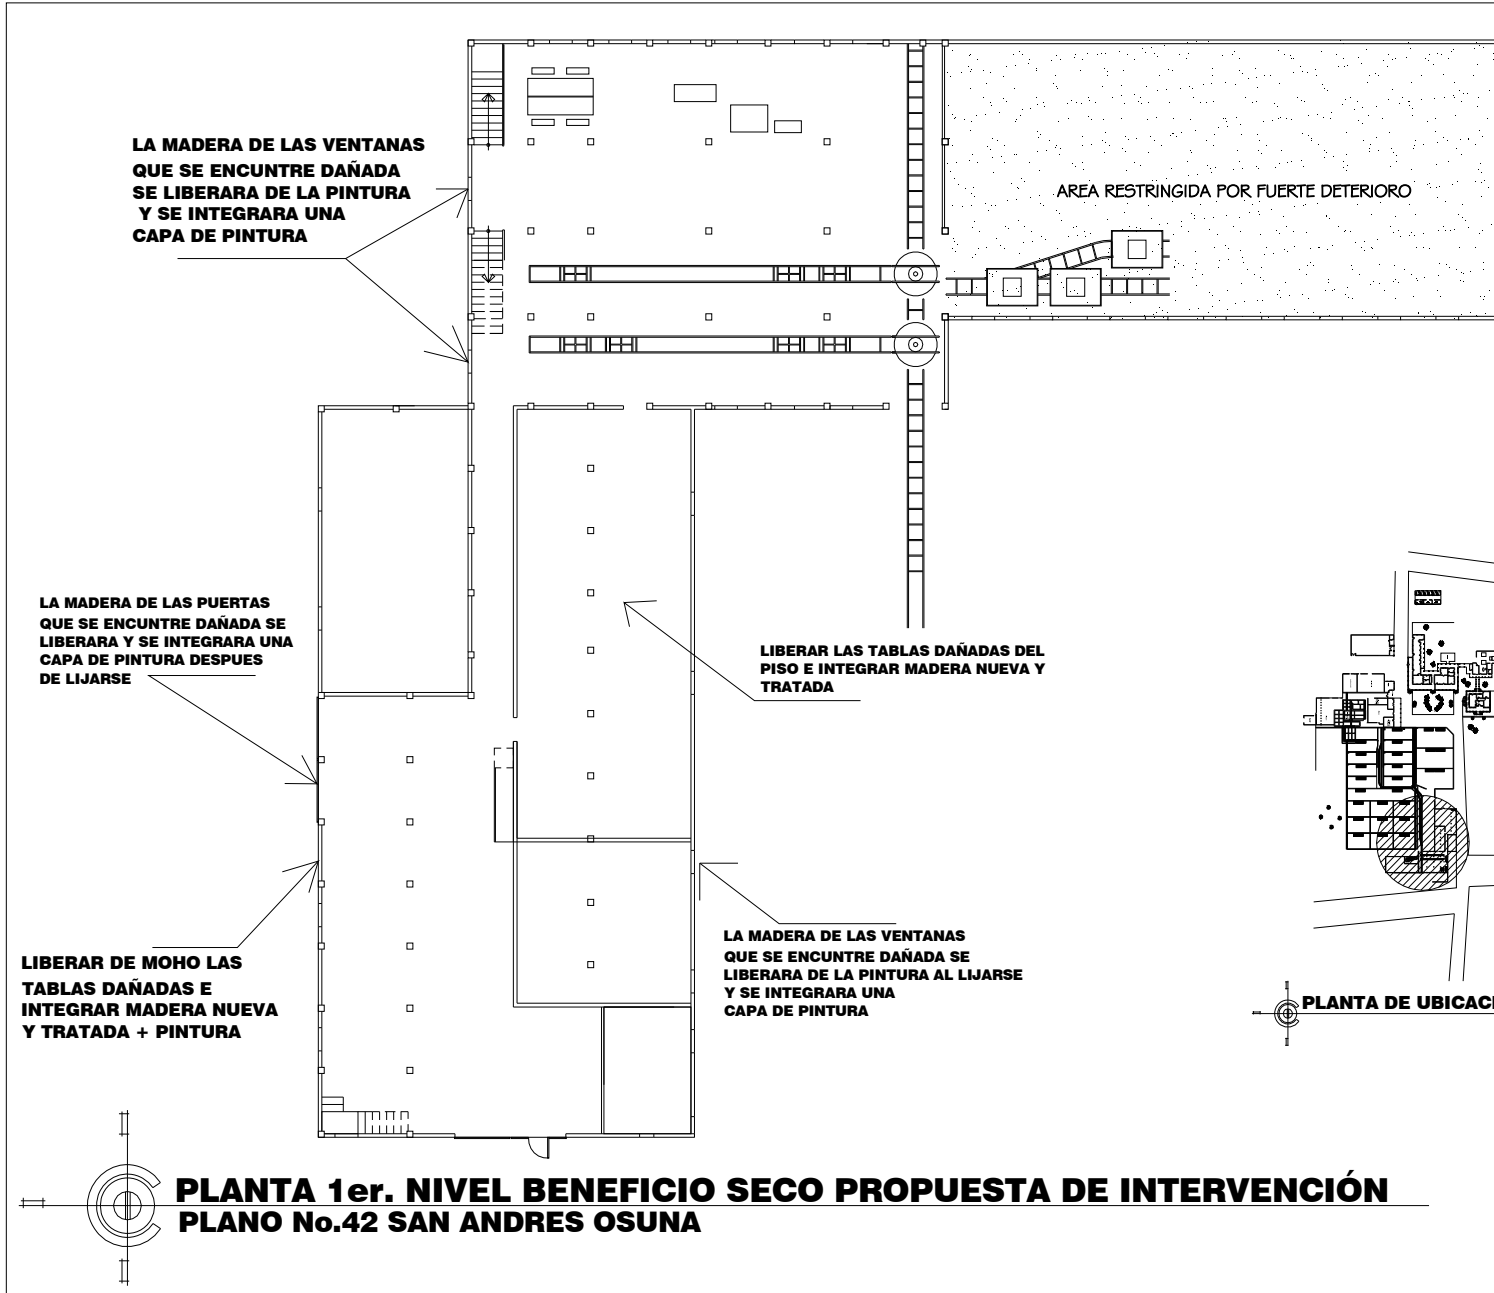 LA MADERA DE LAS VENTANAS
QUE SE ENCUNTRE DAÑADA
SE LIBERARA DE LA PINTURA
Y SE INTEGRARA UNA
CAPA DE PINTURA
AREA RESTRINGIDA POR FUERTE DETERIORO
LA MADERA DE LAS PUERTAS
QUE SE ENCUNTRE DAÑADA SE
LIBERARA Y SE INTEGRARA UNA
CAPA DE PINTURA DESPUES
DE LIJARSE
LIBERAR LAS TABLAS DAÑADAS DEL
PISO E INTEGRAR MADERA NUEVA Y
TRATADA
LIBERAR DE MOHO LAS
TABLAS DAÑADAS E
INTEGRAR MADERA NUEVA
Y TRATADA + PINTURA
LA MADERA DE LAS VENTANAS
QUE SE ENCUNTRE DAÑADA SE
LIBERARA DE LA PINTURA AL LIJARSE
Y SE INTEGRARA UNA
CAPA DE PINTURA
PLANTA DE UBICACI
PLANTA 1er. NIVEL BENEFICIO SECO PROPUESTA DE INTERVENCIÓN
PLANO No.42 SAN ANDRES OSUNA